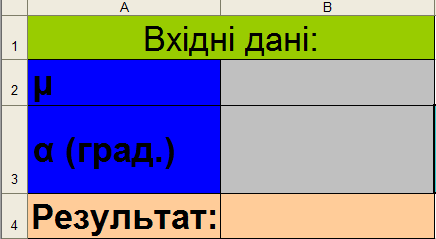 A B
1 Вхідні дані:
2 μ
3 α (град.)
4 Результат: